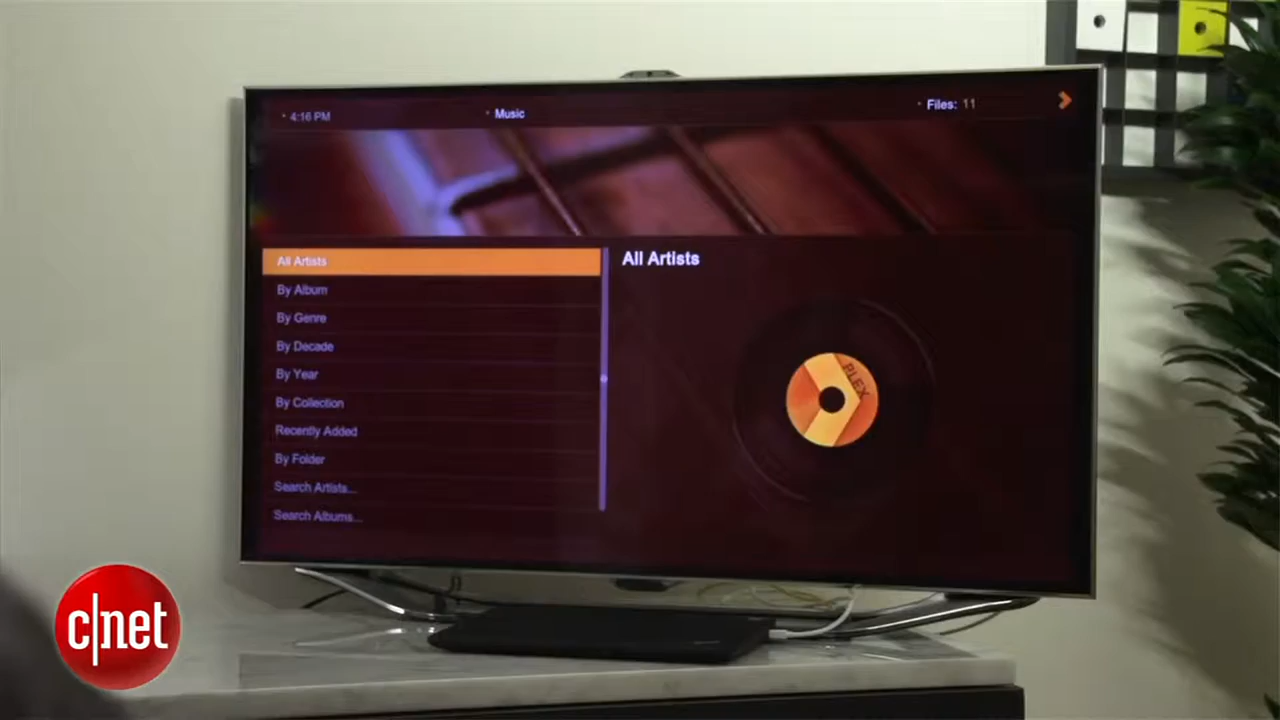 4:16 PM
Music
Files: 11
All Artists
All Artists
By Album
By Genre
By Decade
By Year
By Collection
Recently Added
By Folder
Search Artists...
Search Albums...
PLEX
c|net